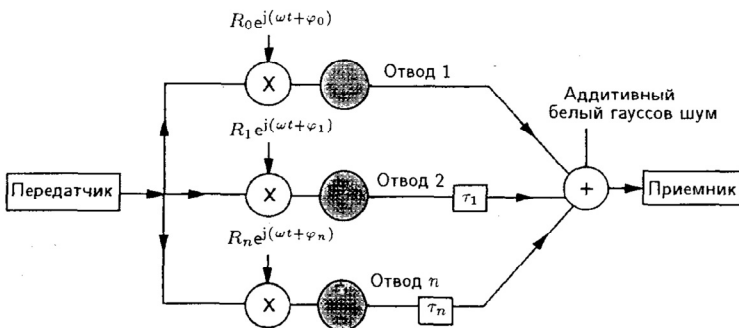 R₀e^{j(ωt+φ₀)}
Отвод 1
Аддитивный
белый гауссов шум
R₁e^{j(ωt+φ₁)}
Передатчик
X
X
Отвод 2
τ₁
+
Приемник
Rₙe^{j(ωt+φₙ)}
X
Отвод n
τₙ